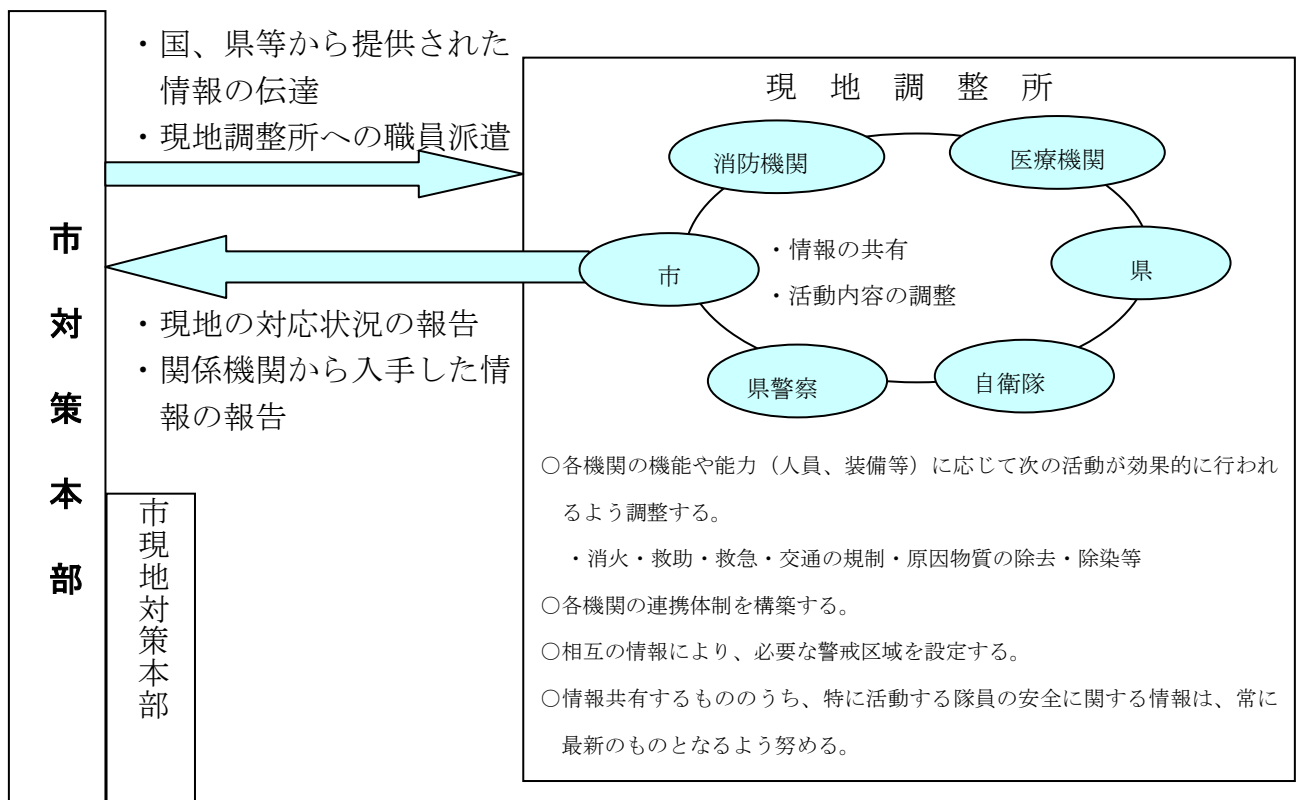 市対策本部
・国、県等から提供された
情報の伝達
・現地調整所への職員派遣
・現地の対応状況の報告
・関係機関から入手した情
報の報告
市現地対策本部
現地調整所
消防機関
医療機関
市
・情報の共有
・活動内容の調整
県
県警察
自衛隊
○各機関の機能や能力（人員、装備等）に応じて次の活動が効果的に行われ
るよう調整する。
・消火・救助・救急・交通の規制・原因物質の除去・除染等
○各機関の連携体制を構築する。
○相互の情報により、必要な警戒区域を設定する。
○情報共有するもののうち、特に活動する隊員の安全に関する情報は、常に
最新のものとなるよう努める。